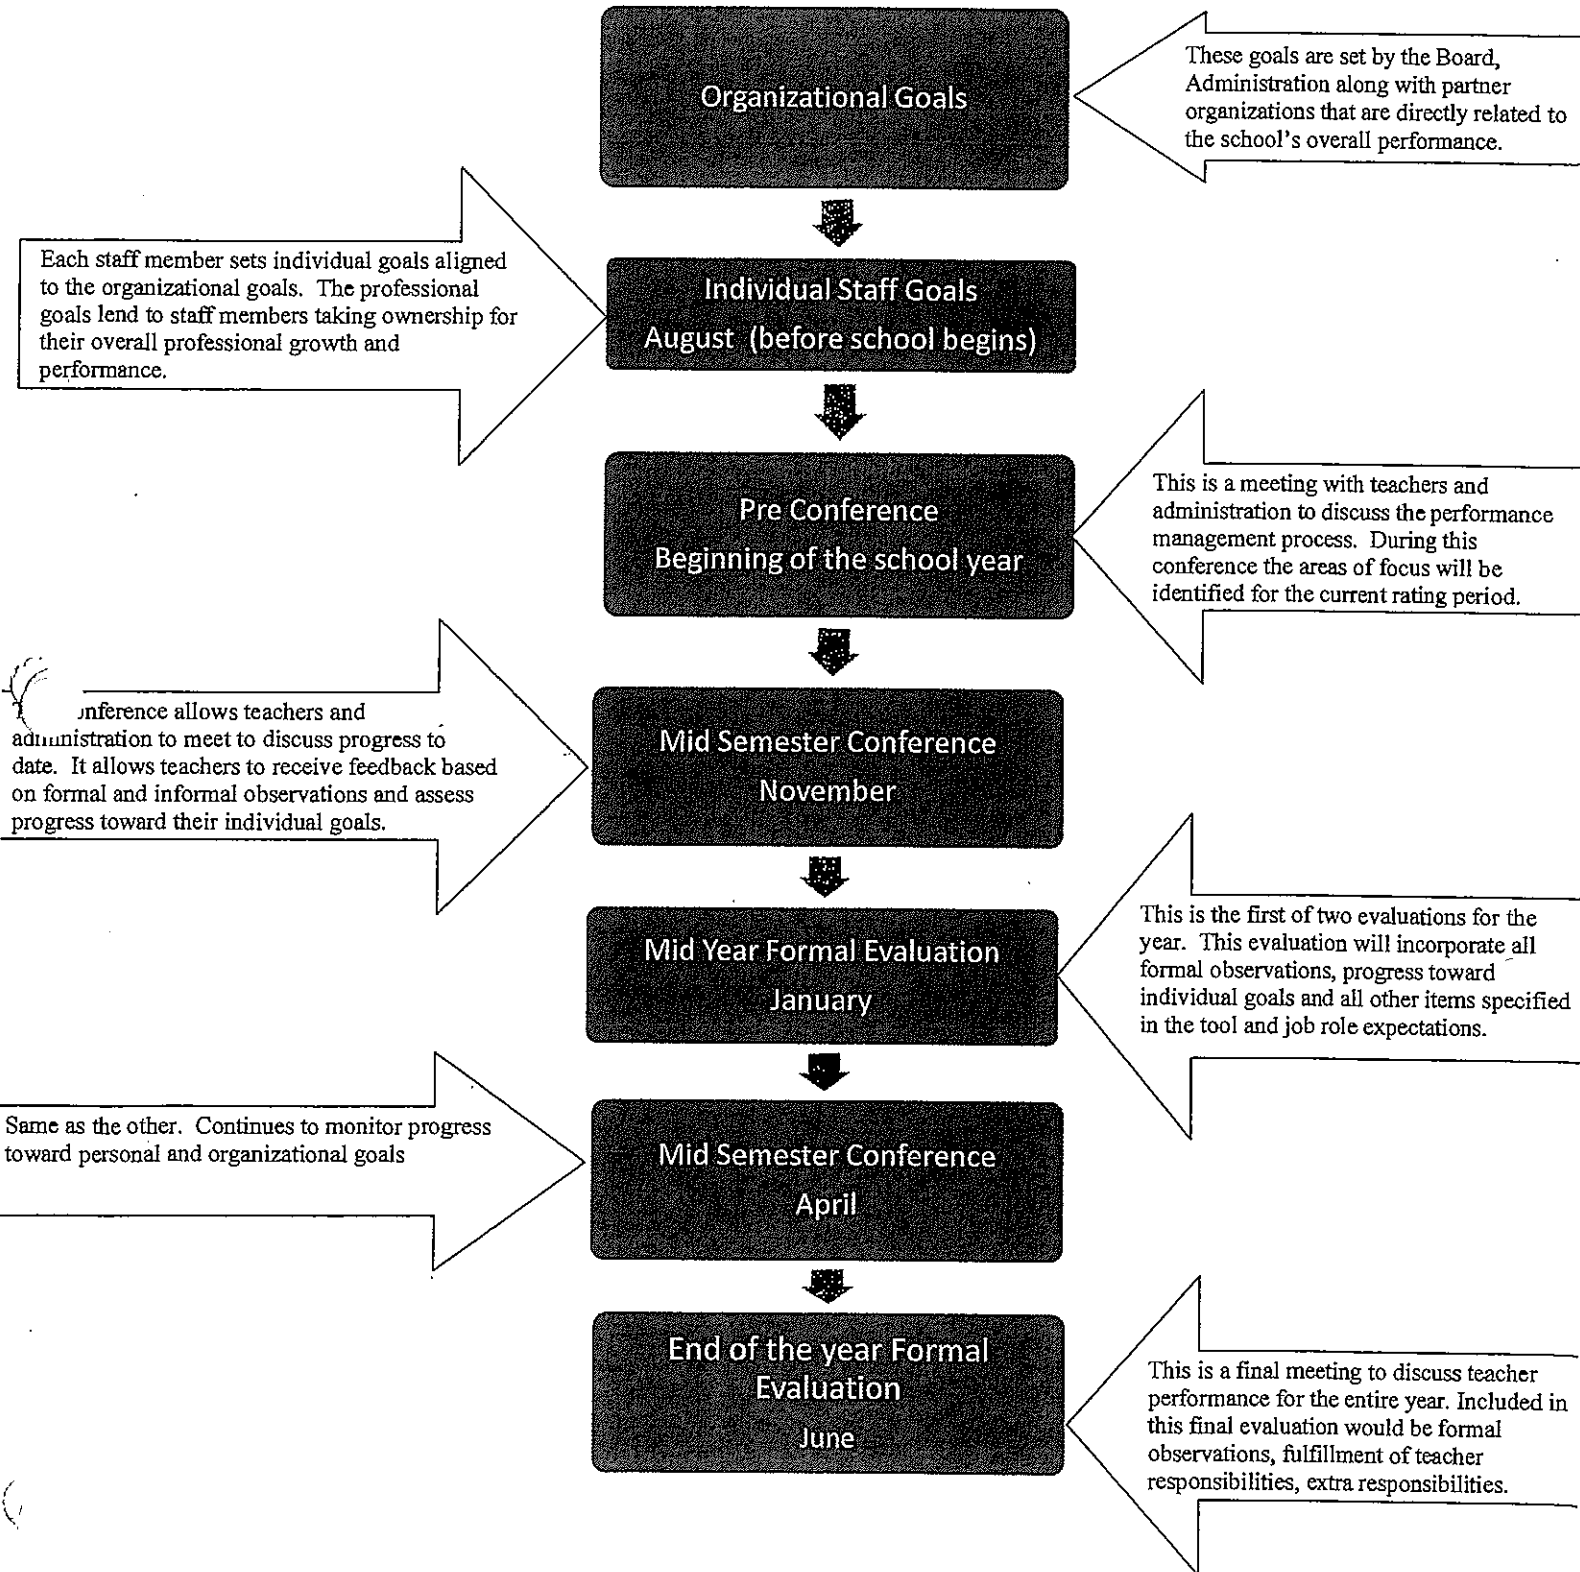 Organizational Goals
These goals are set by the Board,
Administration along with partner
organizations that are directly related to
the school's overall performance.
Each staff member sets individual goals aligned
to the organizational goals. The professional
goals lend to staff members taking ownership for
their overall professional growth and
performance.
Individual Staff Goals
August (before school begins)
Pre Conference
Beginning of the school year
This is a meeting with teachers and
administration to discuss the performance
management process. During this
conference the areas of focus will be
identified for the current rating period.
allows teachers and
administration to meet to discuss progress to
date. It allows teachers to receive feedback based
on formal and informal observations and assess
progress toward their individual goals.
Mid Semester Conference
November
Mid Year Formal Evaluation
January
This is the first of two evaluations for the
year. This evaluation will incorporate all
formal observations, progress toward
individual goals and all other items specified
in the tool and job role expectations.
Same as the other. Continues to monitor progress
toward personal and organizational goals
Mid Semester Conference
April
End of the year Formal
Evaluation
June
This is a final meeting to discuss teacher
performance for the entire year. Included in
this final evaluation would be formal
observations, fulfillment of teacher
responsibilities, extra responsibilities.